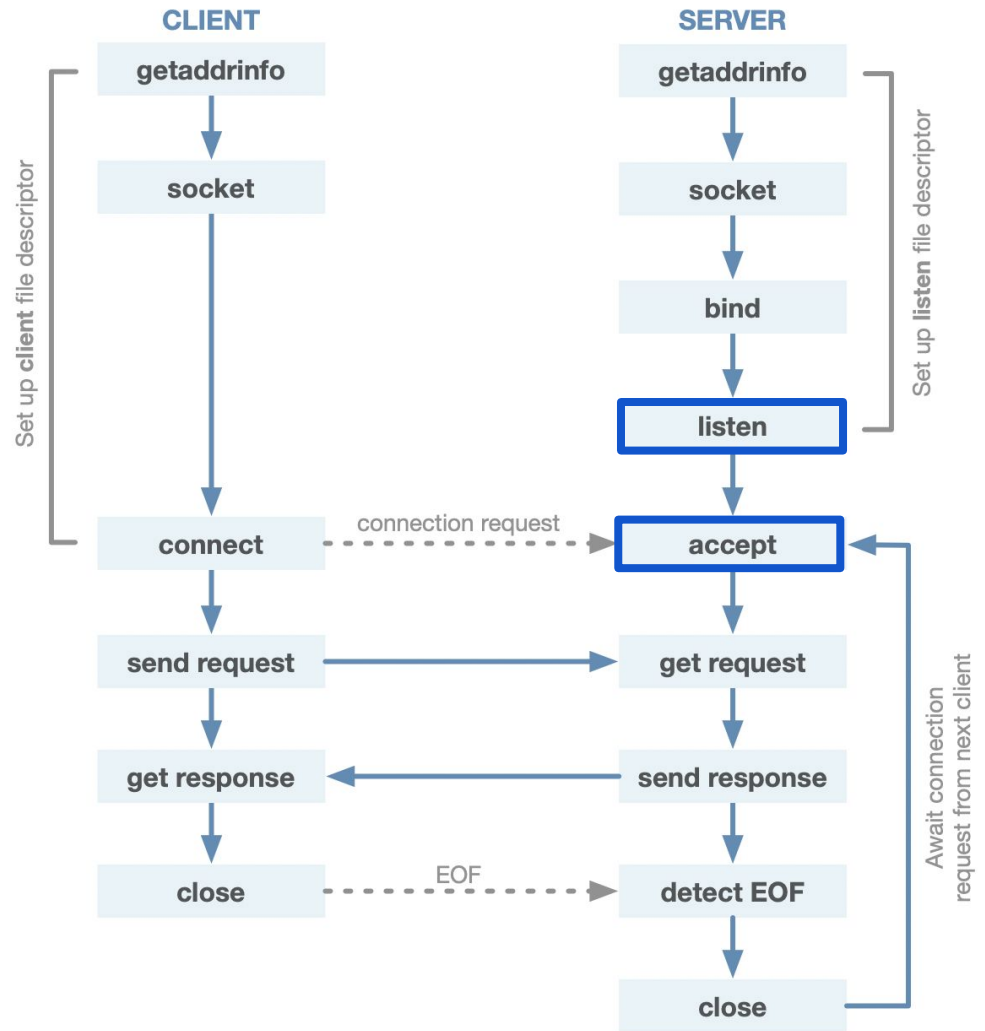 CLIENT
SERVER
getaddrinfo
getaddrinfo
socket
socket
bind
listen
Set up client file descriptor
Set up listen file descriptor
connect
connection request
accept
send request
get request
get response
send response
Await connection
request from next client
close
EOF
detect EOF
close